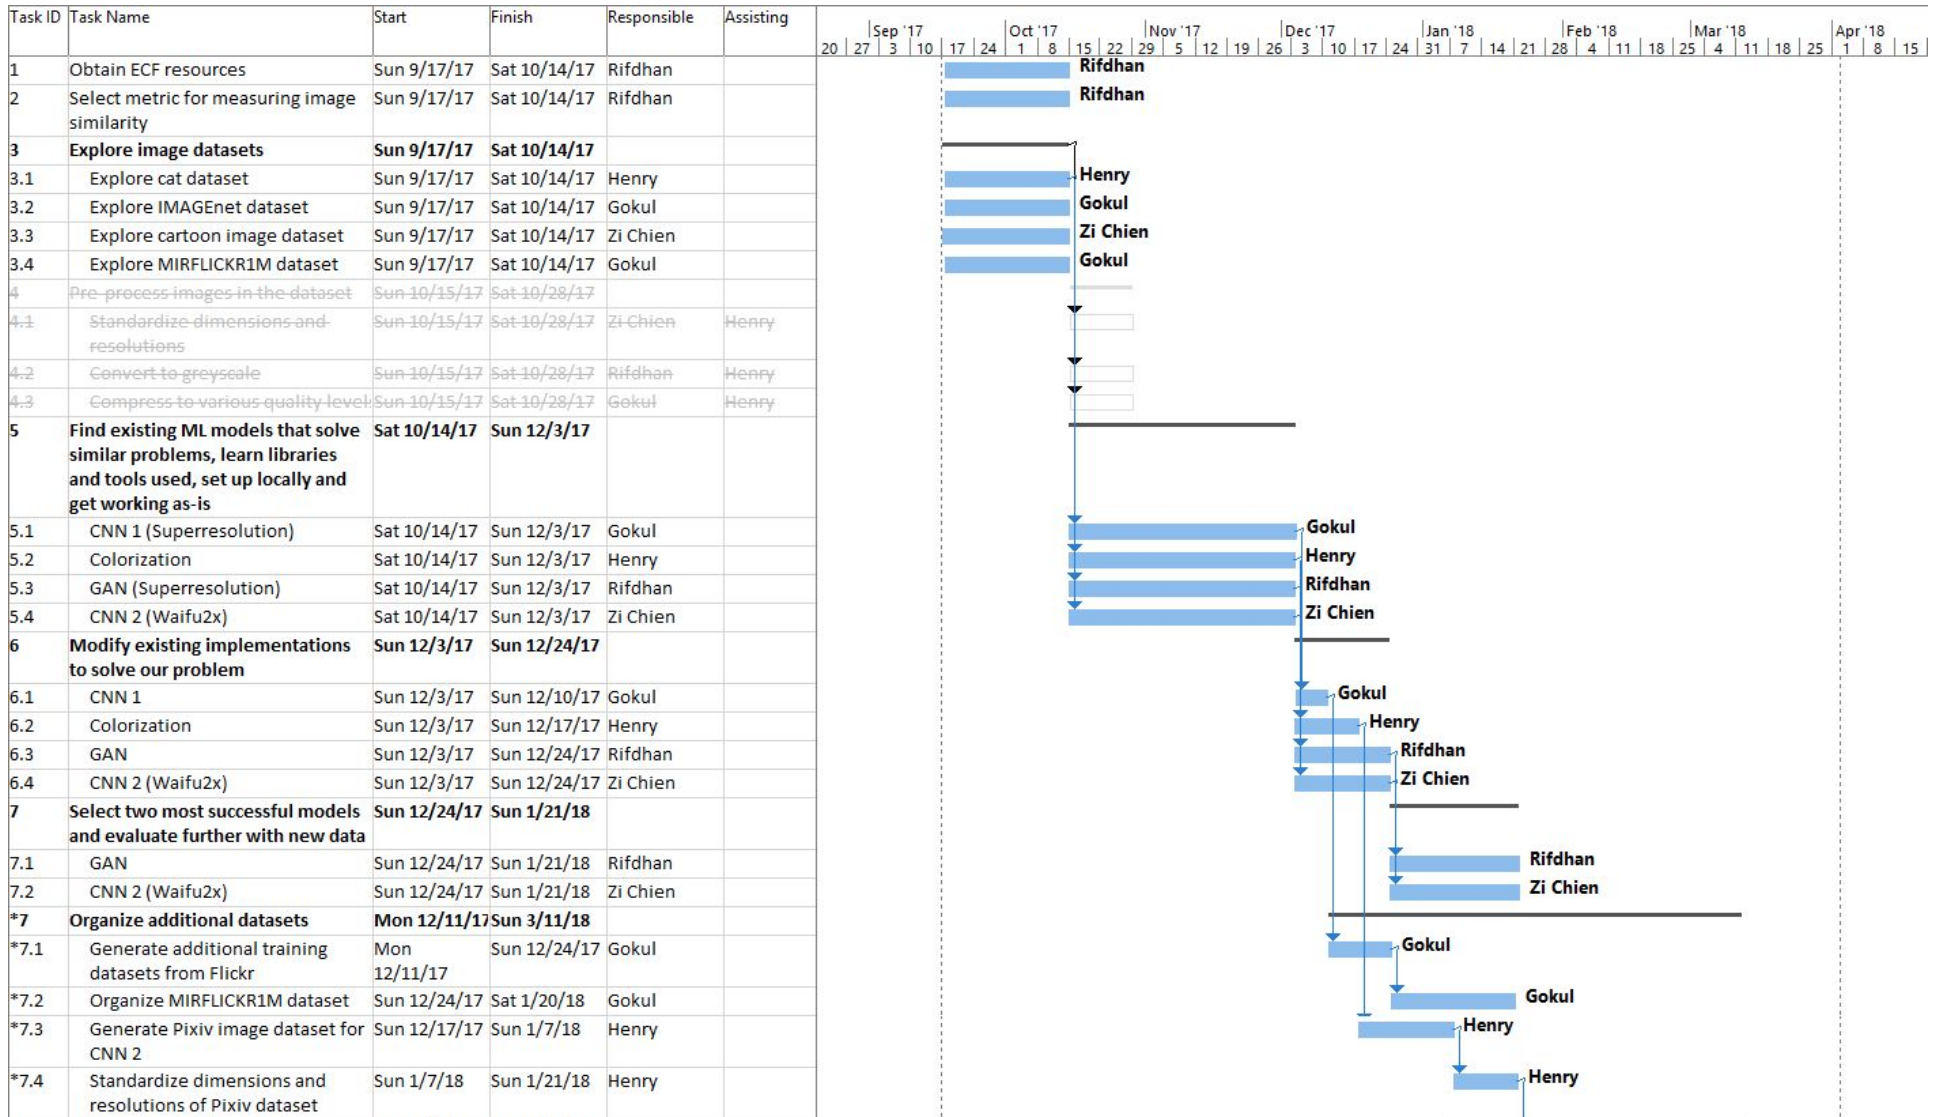 Task ID Task Name Start Finish Responsible Assisting
Sep '17 Oct '17 Nov '17 Dec '17 Jan '18 Feb '18 Mar '18 Apr '18
20 27 3 10 17 24 1 8 15 22 29 5 12 19 26 3 10 17 24 31 7 14 21 28 4 11 18 25 4 11 18 25 1 8 15
1 Obtain ECF resources Sun 9/17/17 Sat 10/14/17 Rifdhan Rifdhan
2 Select metric for measuring image Sun 9/17/17 Sat 10/14/17 Rifdhan Rifdhan
similarity
3 Explore image datasets Sun 9/17/17 Sat 10/14/17
3.1 Explore cat dataset Sun 9/17/17 Sat 10/14/17 Henry Henry
3.2 Explore IMAGEnet dataset Sun 9/17/17 Sat 10/14/17 Gokul Gokul
3.3 Explore cartoon image dataset Sun 9/17/17 Sat 10/14/17 Zi Chien Zi Chien
3.4 Explore MIRFLICKR1M dataset Sun 9/17/17 Sat 10/14/17 Gokul Gokul
4 Pre-process images in the dataset Sun 10/15/17 Sat 10/28/17
4.1 Standardize dimensions and Sun 10/15/17 Sat 10/28/17 Zi Chien Henry
resolutions
4.2 Convert to greyscale Sun 10/15/17 Sat 10/28/17 Rifdhan Henry
4.3 Compress to various quality level Sun 10/15/17 Sat 10/28/17 Gokul Henry
5 Find existing ML models that solve Sat 10/14/17 Sun 12/3/17
similar problems, learn libraries
and tools used, set up locally and
get working as-is
5.1 CNN 1 (Superresolution) Sat 10/14/17 Sun 12/3/17 Gokul Gokul
5.2 Colorization Sat 10/14/17 Sun 12/3/17 Henry Henry
5.3 GAN (Superresolution) Sat 10/14/17 Sun 12/3/17 Rifdhan Rifdhan
5.4 CNN 2 (Waifu2x) Sat 10/14/17 Sun 12/3/17 Zi Chien Zi Chien
6 Modify existing implementations Sun 12/3/17 Sun 12/24/17
to solve our problem
6.1 CNN 1 Sun 12/3/17 Sun 12/10/17 Gokul Gokul
6.2 Colorization Sun 12/3/17 Sun 12/17/17 Henry Henry
6.3 GAN Sun 12/3/17 Sun 12/24/17 Rifdhan Rifdhan
6.4 CNN 2 (Waifu2x) Sun 12/3/17 Sun 12/24/17 Zi Chien Zi Chien
7 Select two most successful models Sun 12/24/17 Sun 1/21/18
and evaluate further with new data
7.1 GAN Sun 12/24/17 Sun 1/21/18 Rifdhan Rifdhan
7.2 CNN 2 (Waifu2x) Sun 12/24/17 Sun 1/21/18 Zi Chien Zi Chien
*7 Organize additional datasets Mon 12/11/17 Sun 3/11/18
*7.1 Generate additional training Mon Sun 12/24/17 Gokul Gokul
datasets from Flickr 12/11/17
*7.2 Organize MIRFLICKR1M dataset Sun 12/24/17 Sat 1/20/18 Gokul Gokul
*7.3 Generate Pixiv image dataset for Sun 12/17/17 Sun 1/7/18 Henry Henry
CNN 2
*7.4 Standardize dimensions and Sun 1/7/18 Sun 1/21/18 Henry Henry
resolutions of Pixiv dataset